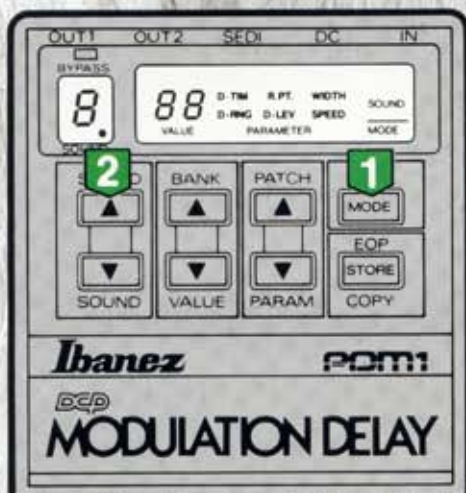 OUT1 OUT2 SEDI DC IN
BYPASS
8.
88 D-TIM R.PT. WIDTH
D-RNG D-LEV SPEED
SOUND
VALUE PARAMETER MODE
SOUND
2 BANK PATCH 1
MODE
EOP
STORE
SOUND VALUE PARAM COPY
Ibanez PDM1
DCP
MODULATION DELAY